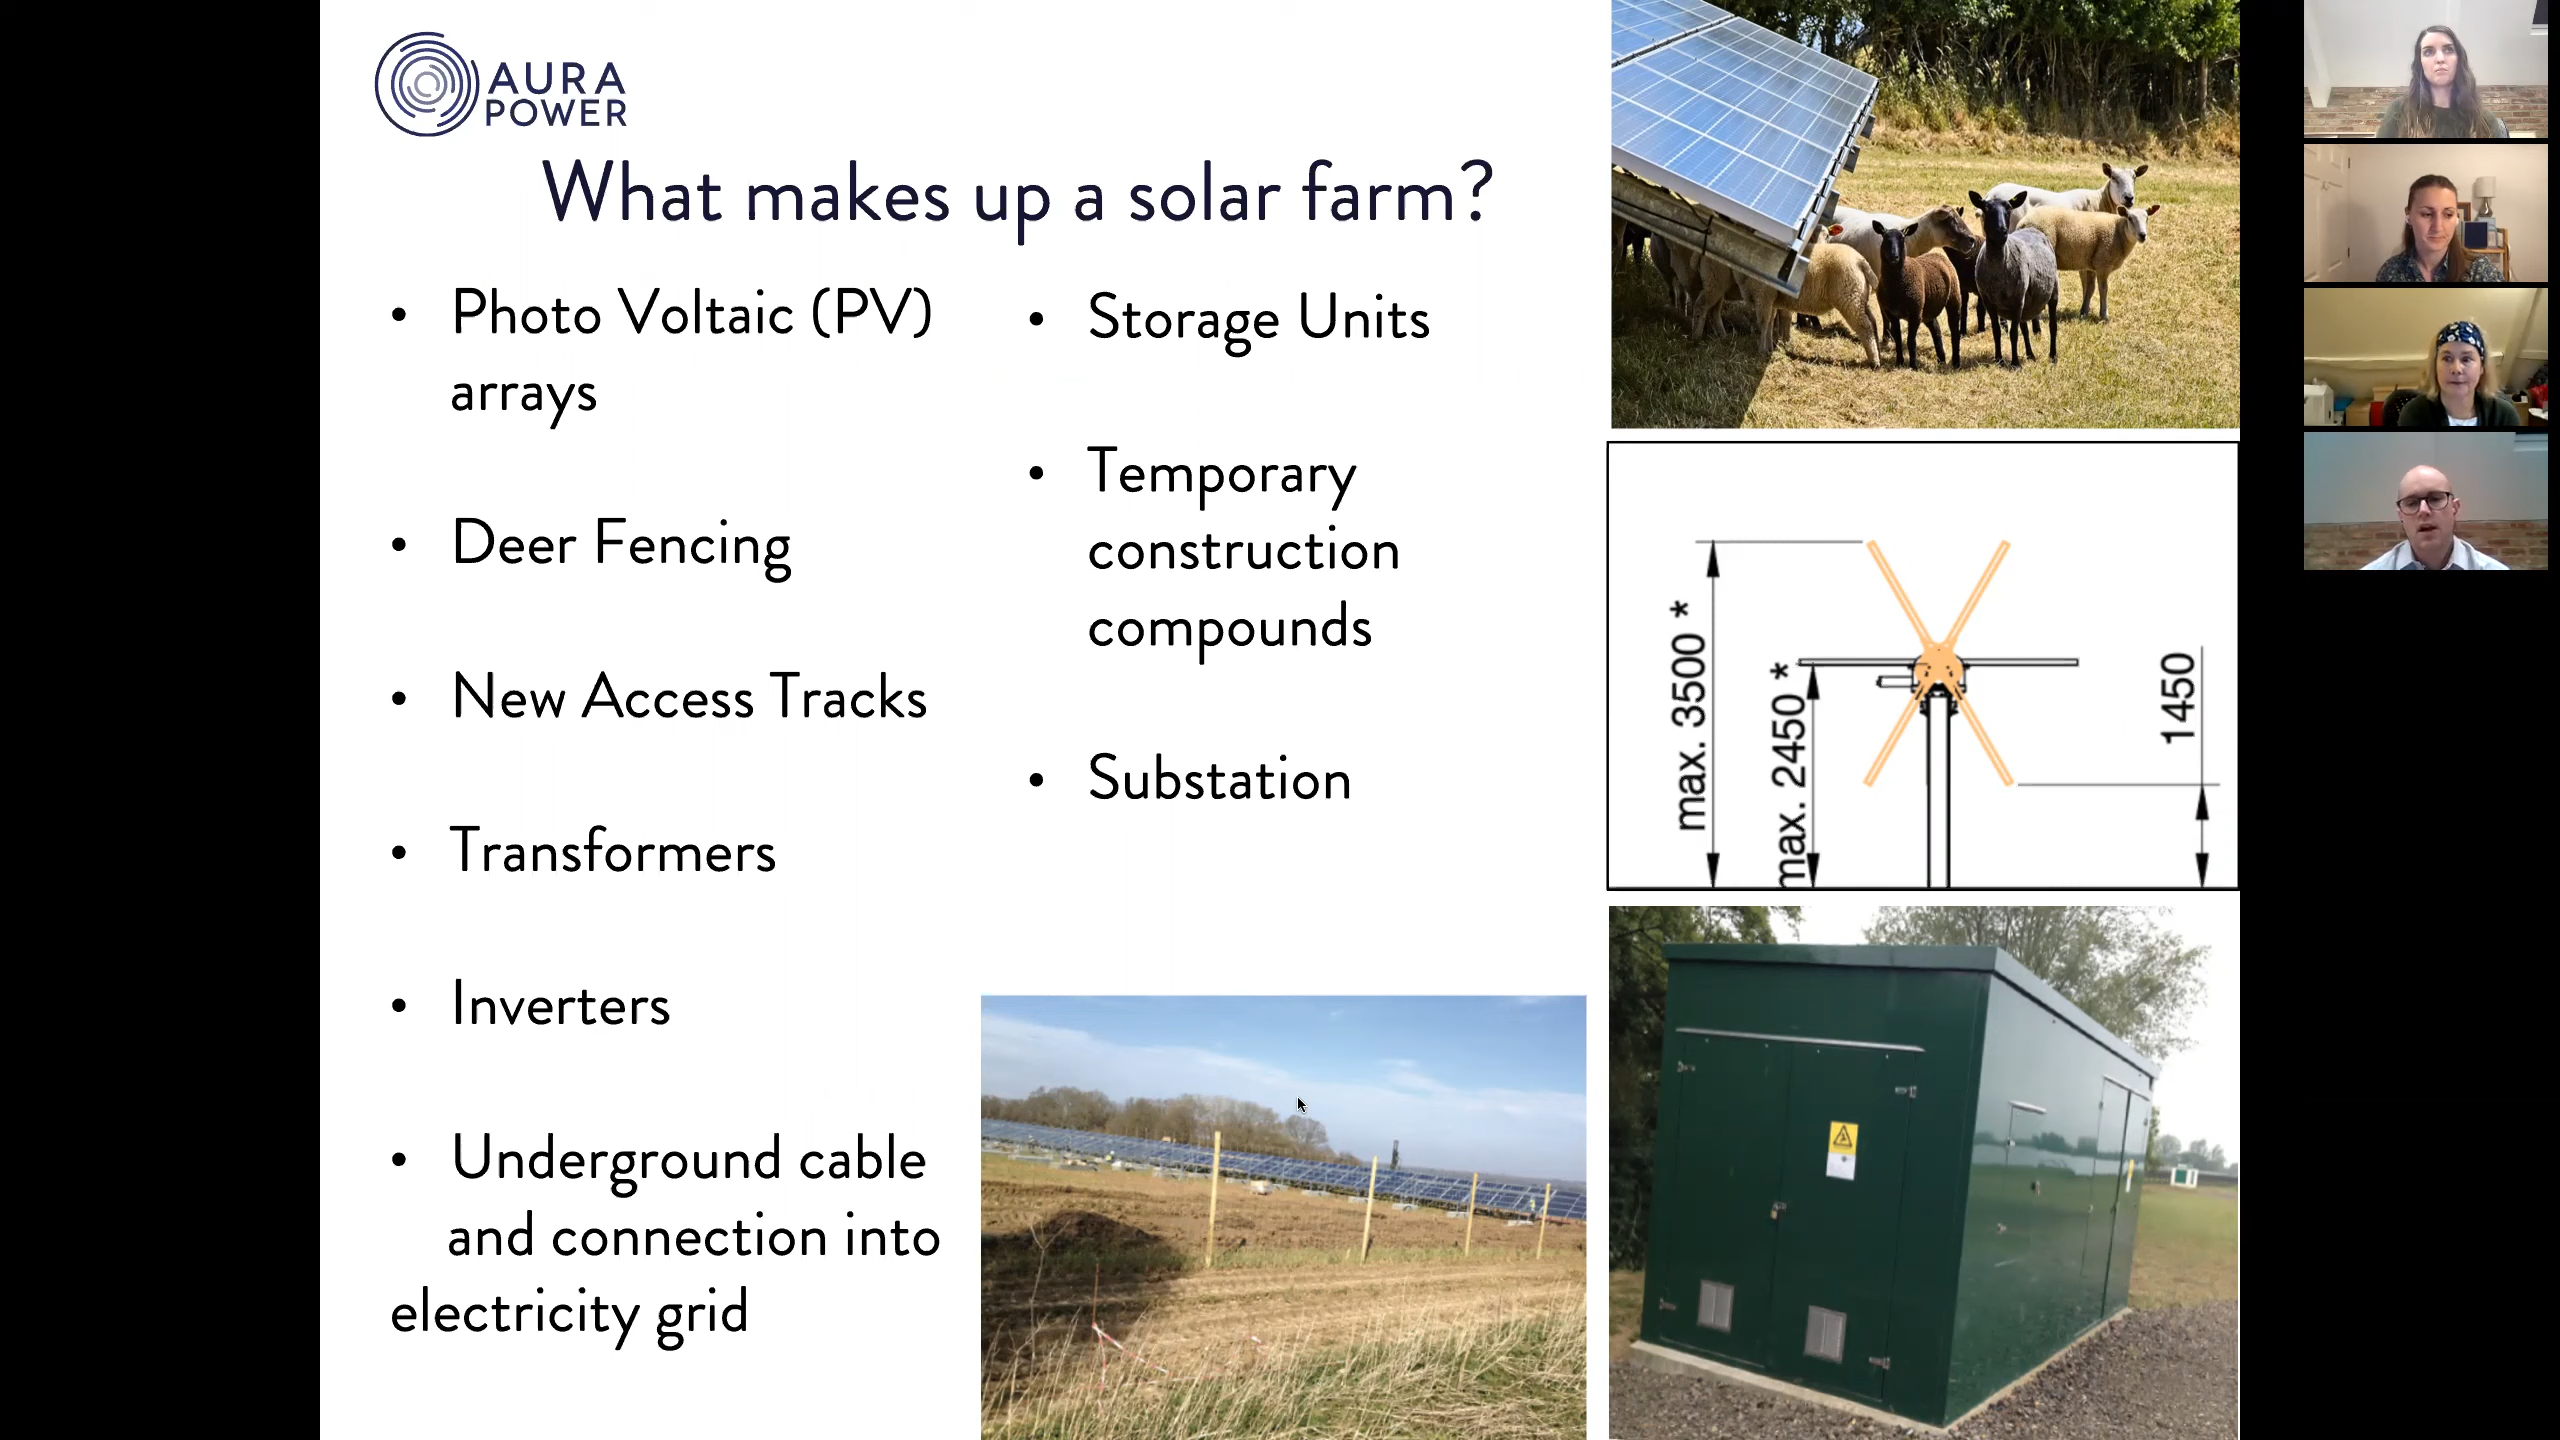 AURA
POWER
What makes up a solar farm?
• Photo Voltaic (PV)
arrays
• Deer Fencing
• New Access Tracks
• Transformers
• Inverters
• Underground cable
and connection into
electricity grid
• Storage Units
• Temporary
construction
compounds
• Substation
max. 3500 *
max. 2450 *
1450